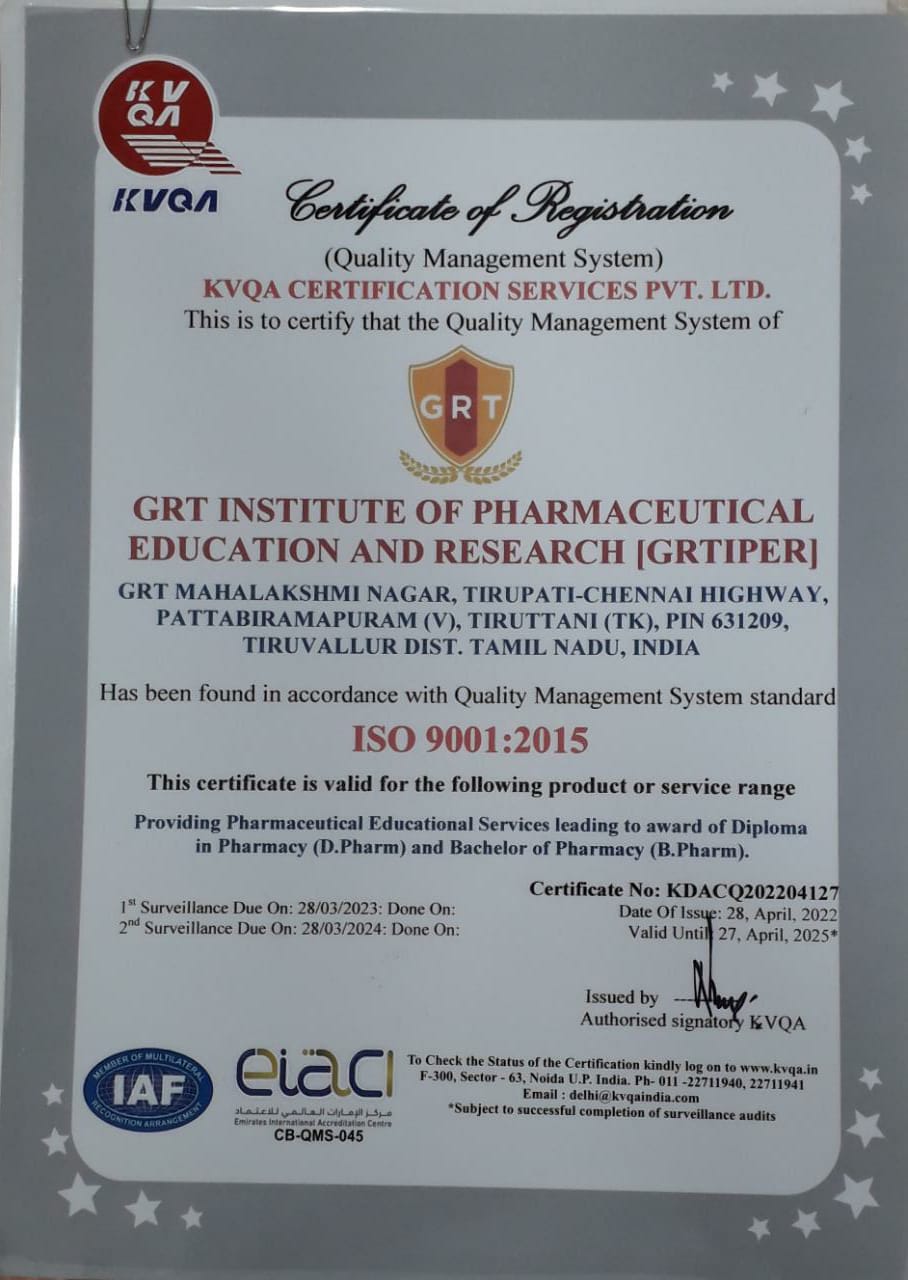 KV
QA
KVQA
Certificate of Registration
(Quality Management System)
KVQA CERTIFICATION SERVICES PVT. LTD.
This is to certify that the Quality Management System of
GRT
GRT INSTITUTE OF PHARMACEUTICAL
EDUCATION AND RESEARCH [GRTIPER]
GRT MAHALAKSHMI NAGAR, TIRUPATI-CHENNAI HIGHWAY,
PATTABIRAMAPURAM (V), TIRUTTANI (TK), PIN 631209,
TIRUVALLUR DIST. TAMIL NADU, INDIA
Has been found in accordance with Quality Management System standard
ISO 9001:2015
This certificate is valid for the following product or service range
Providing Pharmaceutical Educational Services leading to award of Diploma
in Pharmacy (D.Pharm) and Bachelor of Pharmacy (B.Pharm).
Certificate No: KDACQ202204127
1st Surveillance Due On: 28/03/2023: Done On:
2nd Surveillance Due On: 28/03/2024: Done On:
Date Of Issue: 28, April, 2022
Valid Until 27, April, 2025*
Issued by
Authorised signatory KVQA
MEMBER OF MULTILATERAL
IAF
RECOGNITION ARRANGEMENT
eiaci
مركز الإمارات العالمي للاعتماد
Emirates International Accreditation Centre
CB-QMS-045
To Check the Status of the Certification kindly log on to www.kvqa.in
F-300, Sector - 63, Noida U.P. India. Ph- 011 -22711940, 22711941
Email : delhi@kvqaindia.com
*Subject to successful completion of surveillance audits